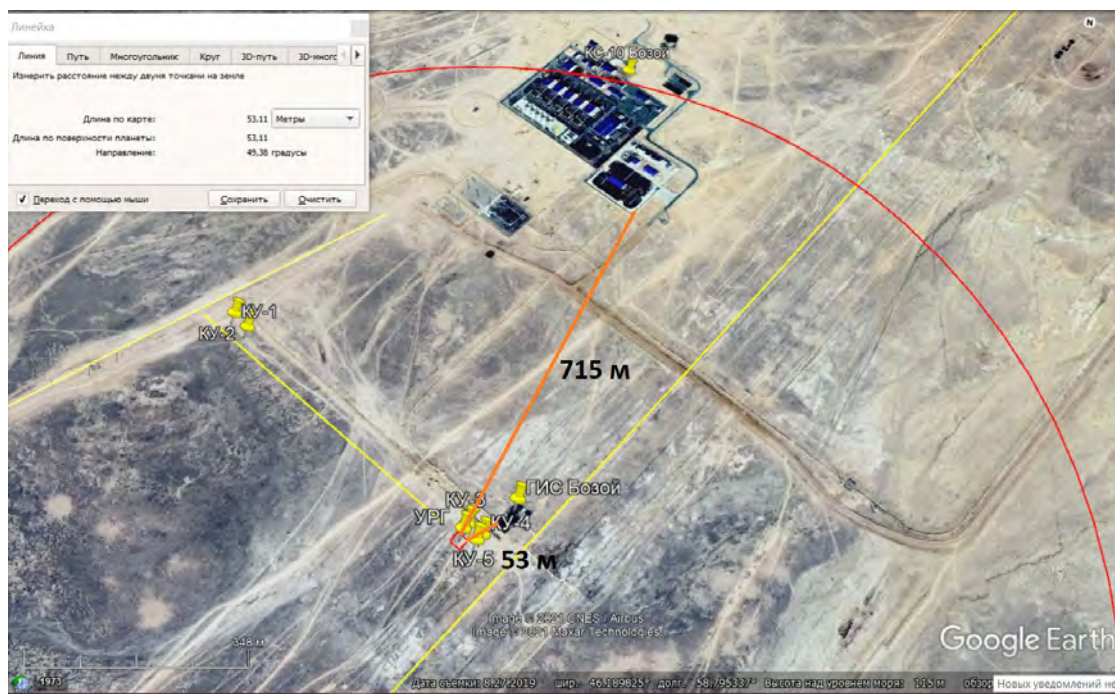 Линейка
Линия Путь Многоугольник Круг 3D-путь 3D-многс
Измерить расстояние между двумя точками на земле
Длина по карте: 53,11 Метры
Длина по поверхности планеты: 53,11
Направление: 49,38 градусы
Переход с помощью мыши Сохранить Очистить
N
КС-10 Бозой
КУ-1
КУ-2
715 м
ГИС Бозой
КУ-3
УРГ
КУ-4
КУ-5
53 м
Image © 2021 CNES / Airbus
Image © 2021 Maxar Technologies
348 м
Google Earth
1973
Дата съемки: 8/27/2019 шир. 46.189825° долг. 58.795337° Высота над уровнем моря: 115 м обзор
Новых уведомлений не